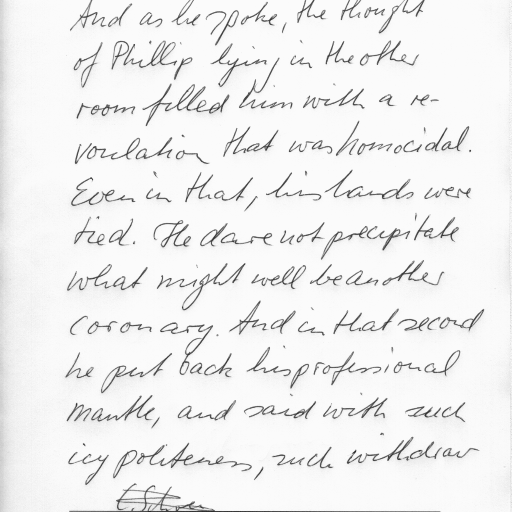 And as he spoke, the thought
of Phillip lying in the other
room filled him with a re-
voulation that was homocidal.
Even in that, his hands were
tied. He dare not precipitate
what might well be another
coronary. And in that second
he put back his professional
mantle, and said with such
icy politeness, such withdraw